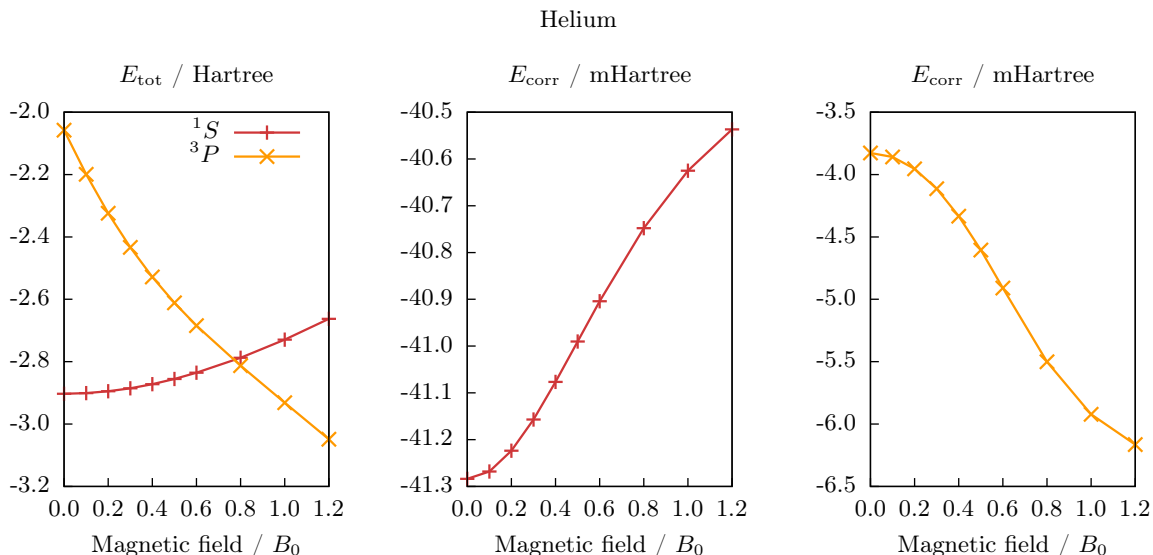 Helium
E_tot / Hartree
-2.0
-2.2
-2.4
-2.6
-2.8
-3.0
-3.2
0.0 0.2 0.4 0.6 0.8 1.0 1.2
Magnetic field / B_0
^1S
^3P
E_corr / mHartree
-40.5
-40.6
-40.7
-40.8
-40.9
-41.0
-41.1
-41.2
-41.3
0.0 0.2 0.4 0.6 0.8 1.0 1.2
Magnetic field / B_0
E_corr / mHartree
-3.5
-4.0
-4.5
-5.0
-5.5
-6.0
-6.5
0.0 0.2 0.4 0.6 0.8 1.0 1.2
Magnetic field / B_0